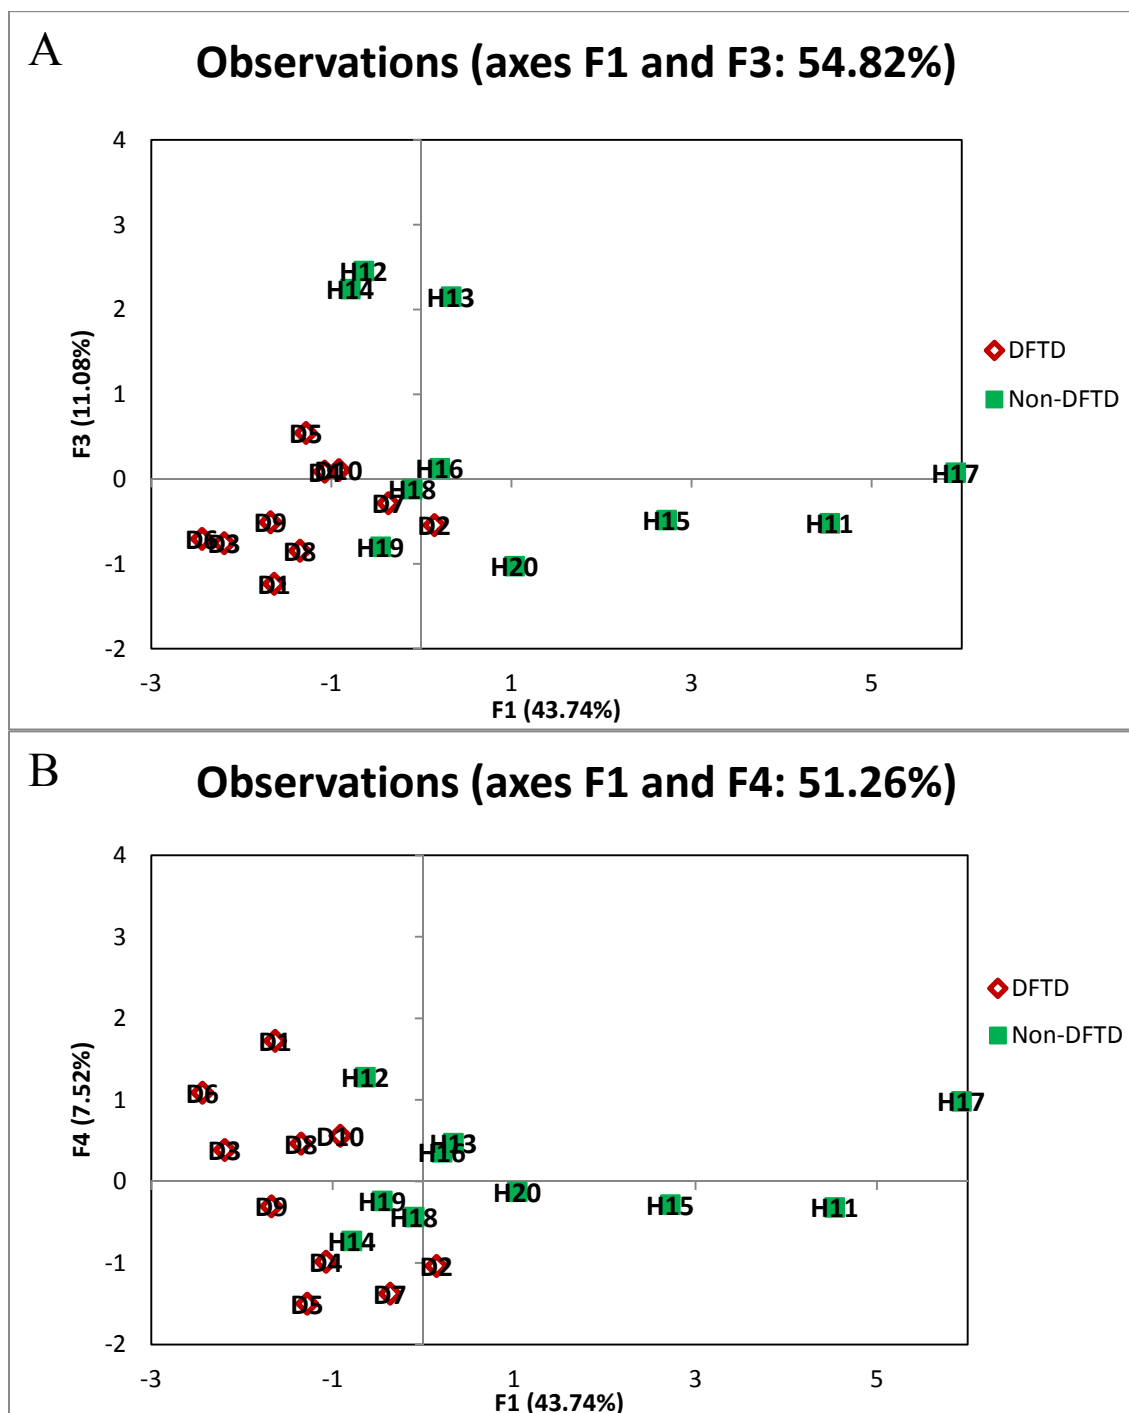 A
Observations (axes F1 and F3: 54.82%)
4
3
2
1
0
-1
-2
F3 (11.08%)
H12
H14
H13
D5
D4
D10
H16
H18
H17
D7
D2
D9
D6
D3
D8
H19
H15
H11
H20
D1
-3
-1
1
3
5
F1 (43.74%)
DFTD
Non-DFTD
B
Observations (axes F1 and F4: 51.26%)
4
3
2
1
0
-1
-2
F4 (7.52%)
D1
H12
D6
H17
D10
D8
D3
H13
H16
H20
H19
D9
H18
H15
H11
H14
D4
D2
D7
D5
-3
-1
1
3
5
F1 (43.74%)
DFTD
Non-DFTD